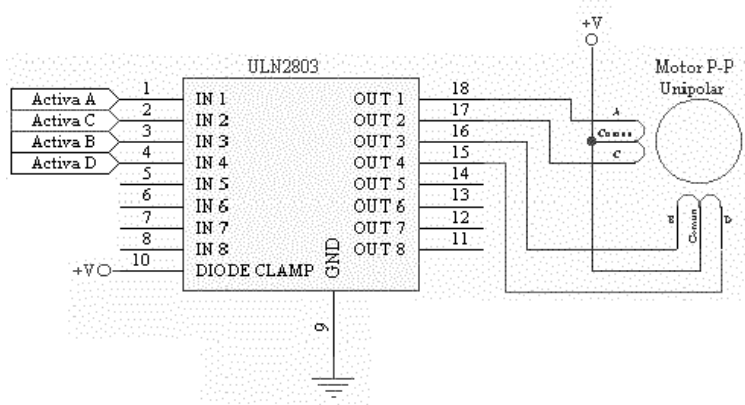 +V
ULN2803
Motor P-P
Unipolar
Activa A
1
IN 1
OUT 1
18
A
Activa C
2
IN 2
OUT 2
17
Comun
Activa B
3
IN 3
OUT 3
16
C
Activa D
4
IN 4
OUT 4
15
5
IN 5
OUT 5
14
6
IN 6
OUT 6
13
7
IN 7
OUT 7
12
8
IN 8
OUT 8
11
B
Comun
D
+V
10
DIODE CLAMP
GND
9